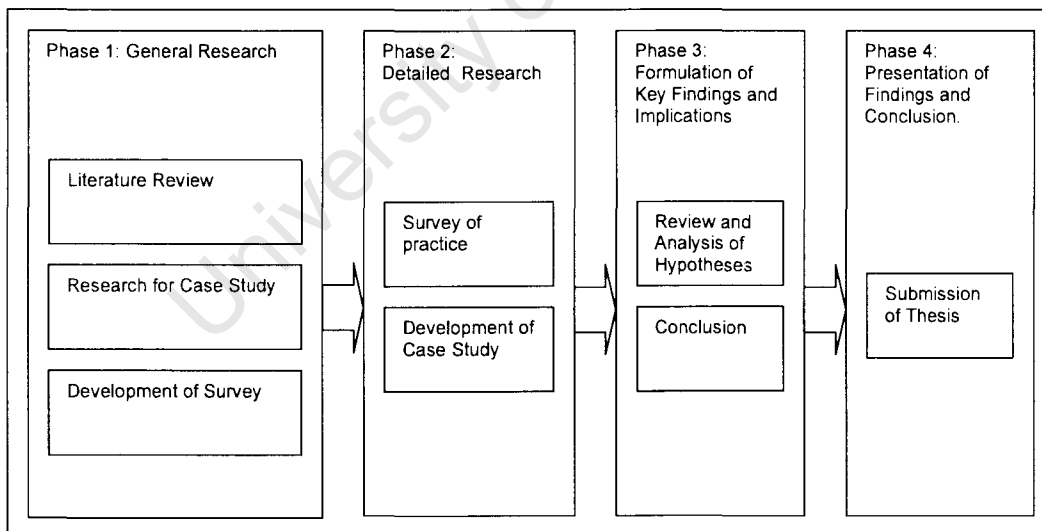 Phase 1: General Research
Literature Review
Research for Case Study
Development of Survey
Phase 2:
Detailed Research
Survey of
practice
Development of
Case Study
Phase 3:
Formulation of
Key Findings and
Implications
Review and
Analysis of
Hypotheses
Conclusion
Phase 4:
Presentation of
Findings and
Conclusion.
Submission
of Thesis
University